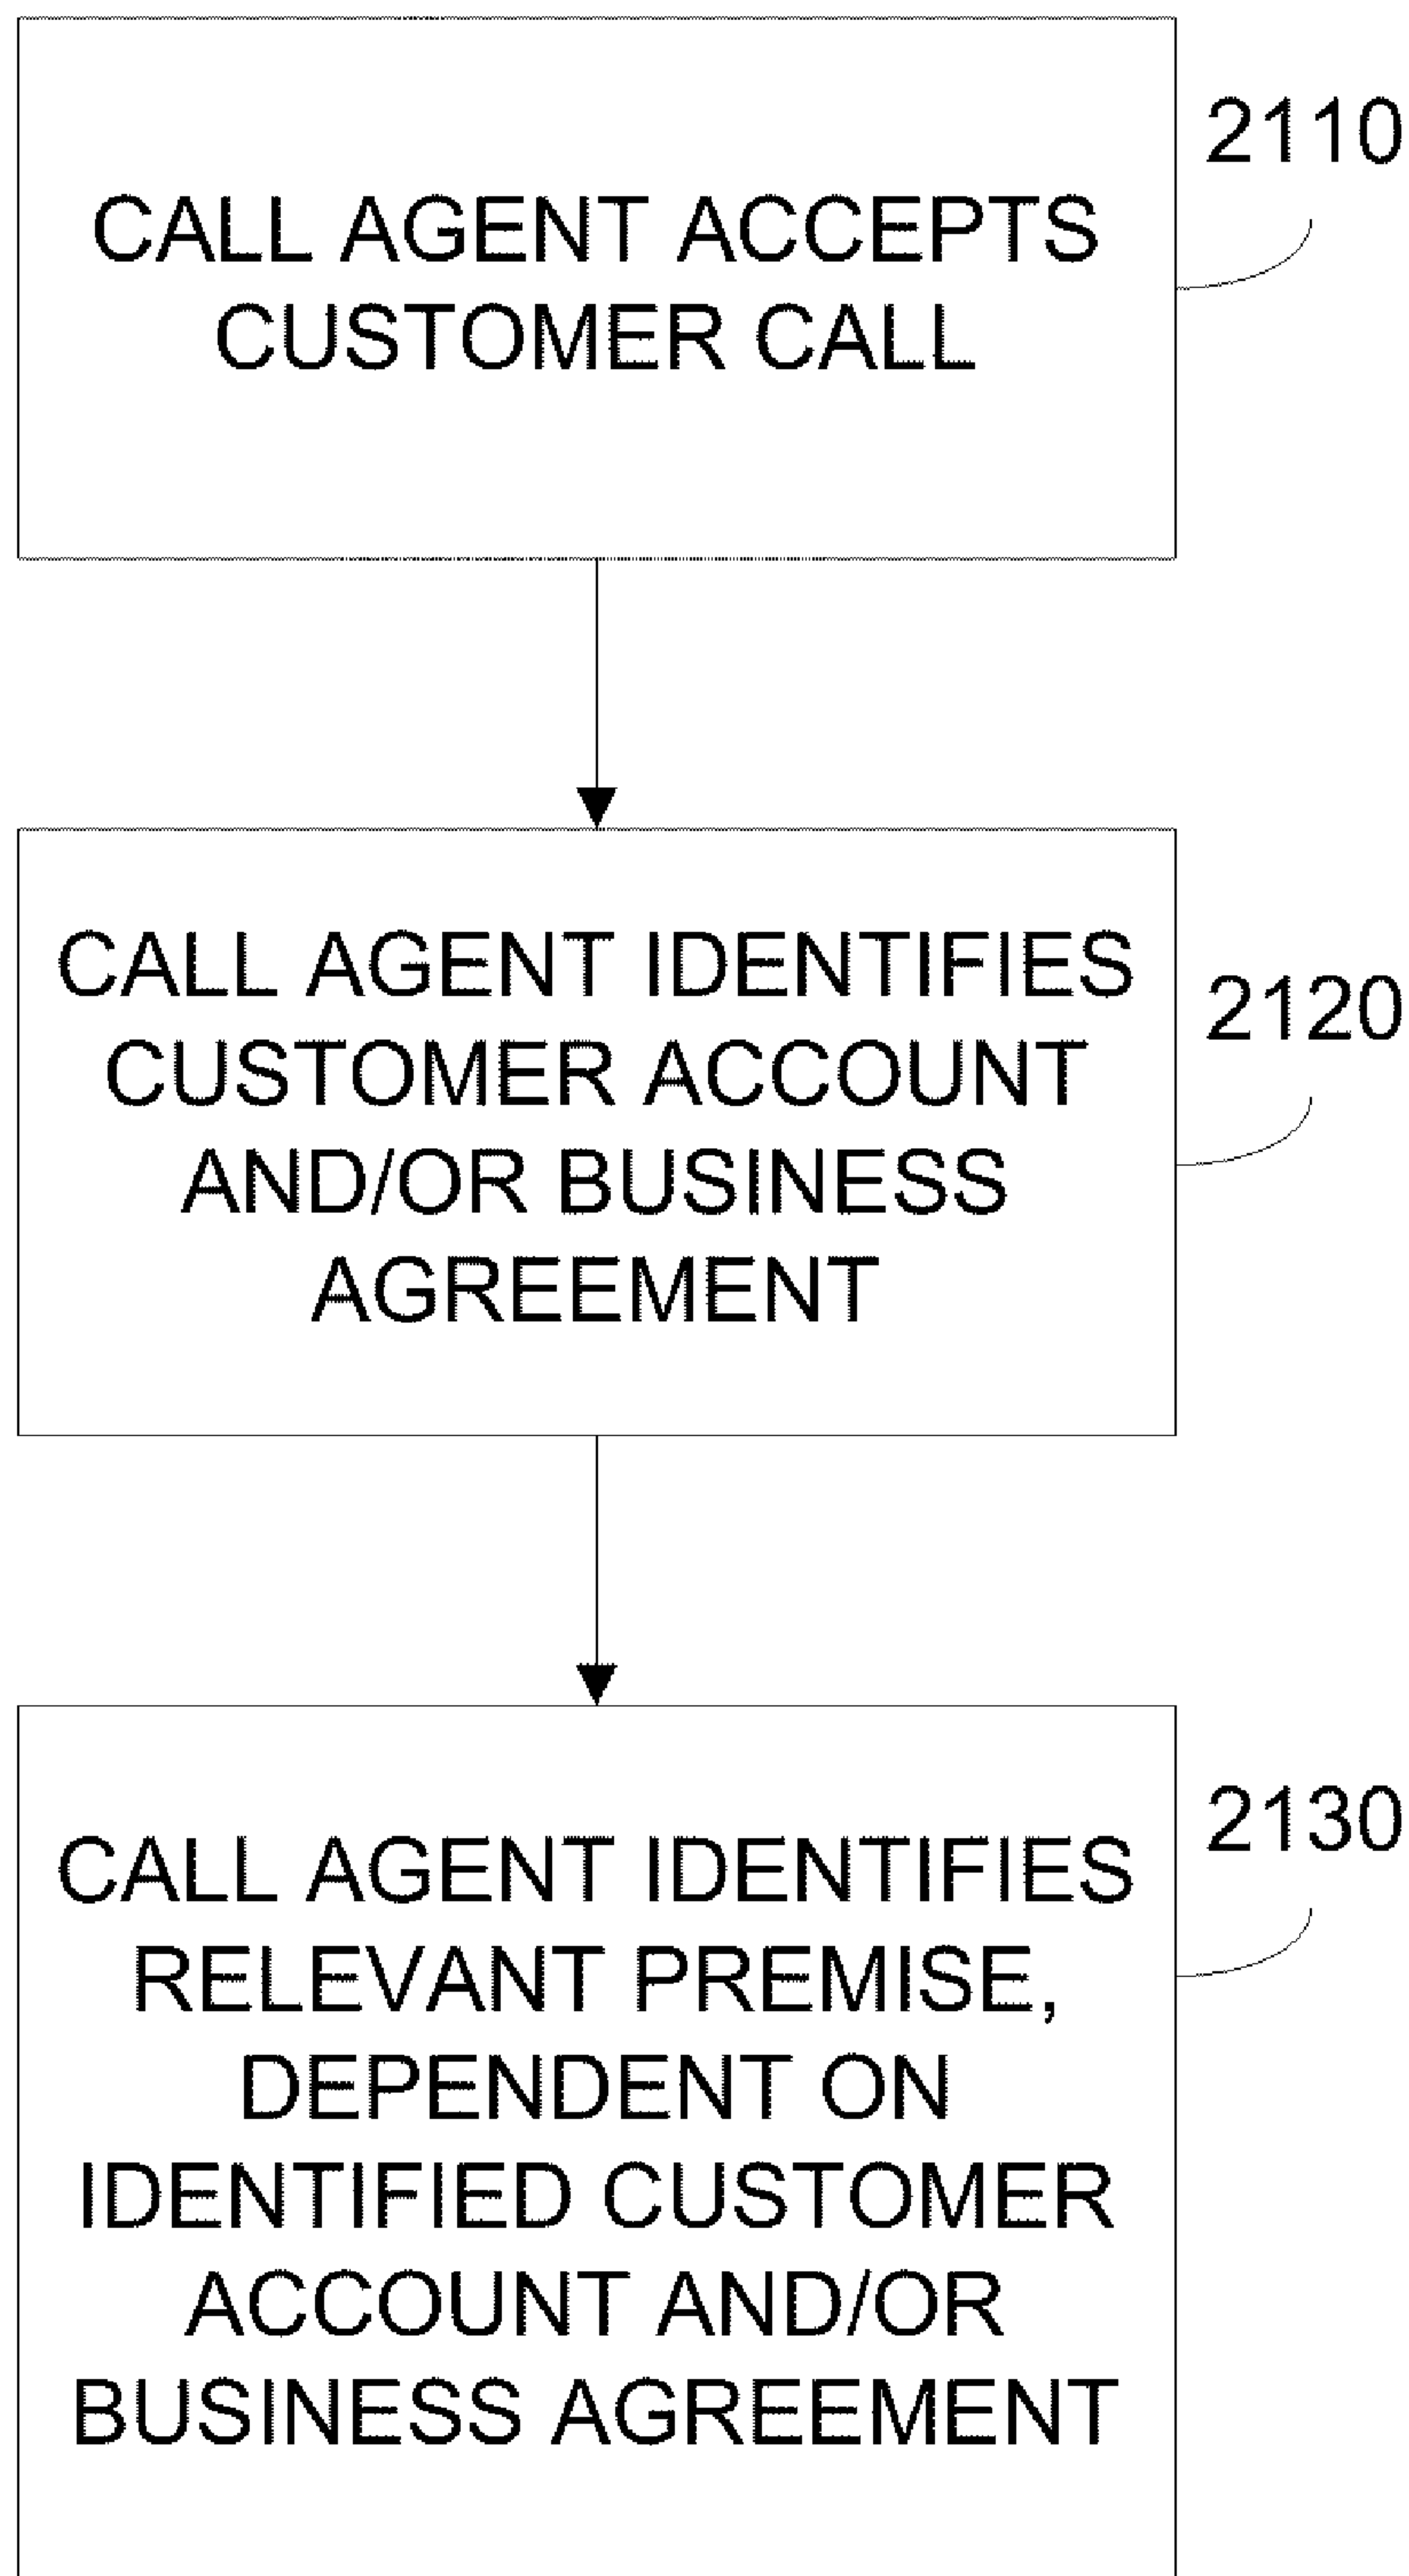 2110
CALL AGENT ACCEPTS
CUSTOMER CALL
2120
CALL AGENT IDENTIFIES
CUSTOMER ACCOUNT
AND/OR BUSINESS
AGREEMENT
2130
CALL AGENT IDENTIFIES
RELEVANT PREMISE,
DEPENDENT ON
IDENTIFIED CUSTOMER
ACCOUNT AND/OR
BUSINESS AGREEMENT